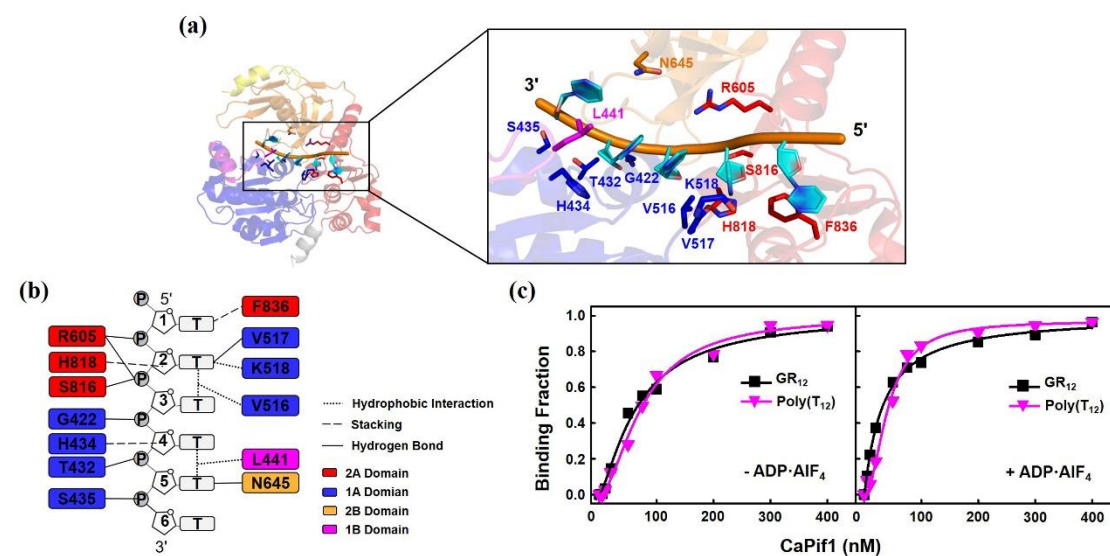 (a)
N645
R605
3'
5'
L441
S435
S816
T432
G422
K518
H434
V516
H818
F836
V517
(b)
(c)
P 5'
1 T F836
R605 P V517
H818 2 T
S816 P K518
3 T V516
G422 P
H434 4 T
T432 P L441
5 T N645
S435 P
6 T
3'
Hydrophobic Interaction
Stacking
Hydrogen Bond
2A Domain
1A Domain
2B Domain
1B Domain
Binding Fraction
1.0
0.8
0.6
0.4
0.2
0.0
GR12
Poly(T12)
- ADP·AlF4
GR12
Poly(T12)
+ ADP·AlF4
0 100 200 300 400 0 100 200 300 400
CaPif1 (nM)